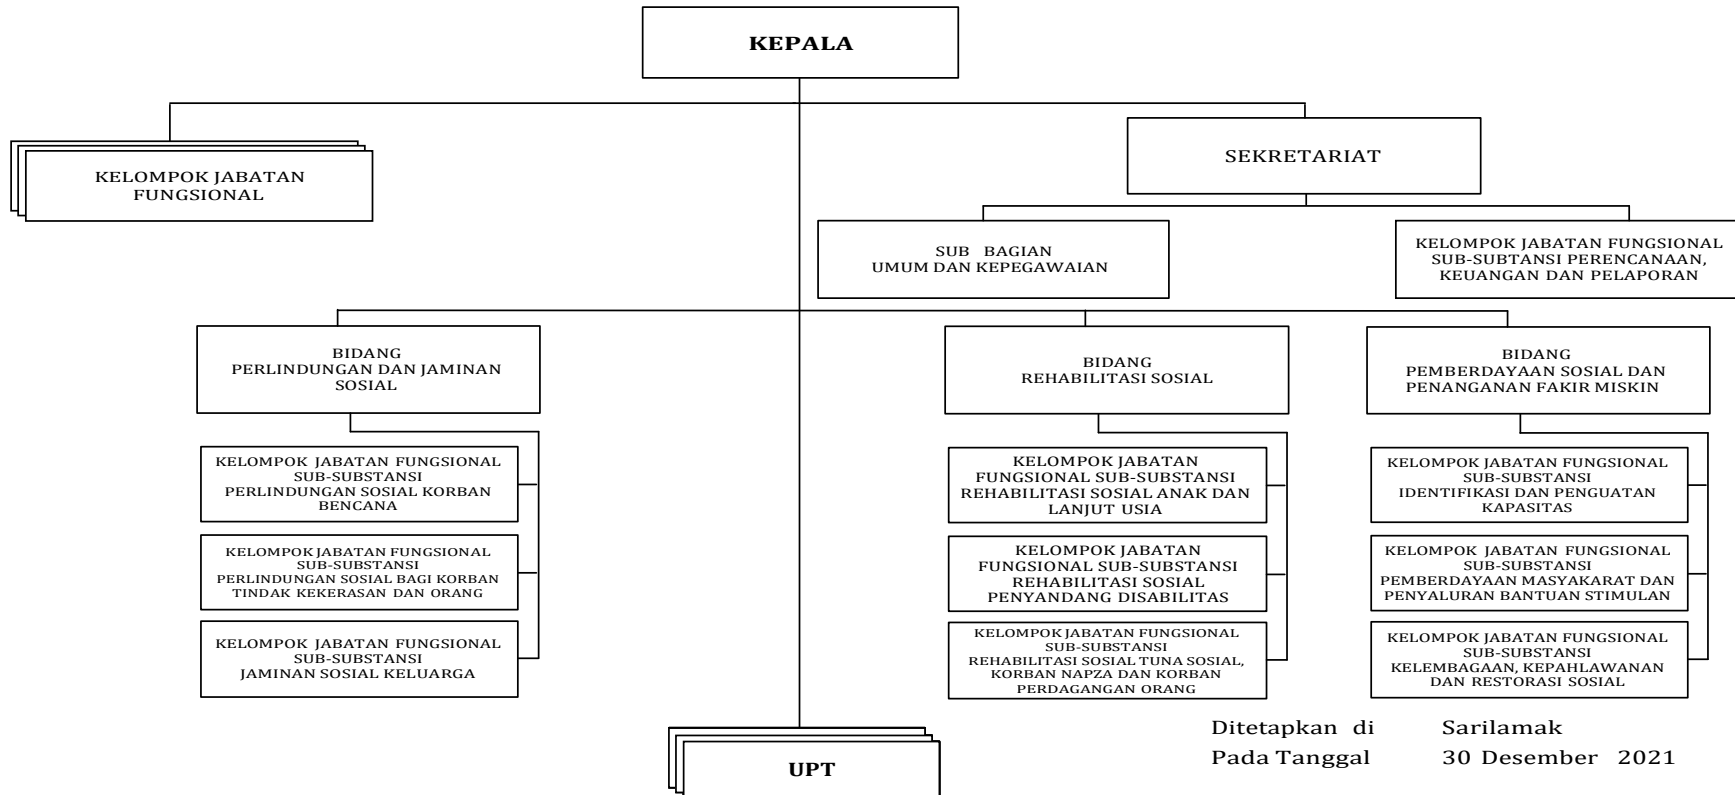 KEPALA
SEKRETARIAT
KELOMPOK JABATAN
FUNGSIONAL
SUB BAGIAN
UMUM DAN KEPEGAWAIAN
KELOMPOK JABATAN FUNGSIONAL
SUB-SUBTANSI PERENCANAAN,
KEUANGAN DAN PELAPORAN
BIDANG
PERLINDUNGAN DAN JAMINAN
SOSIAL
BIDANG
REHABILITASI SOSIAL
BIDANG
PEMBERDAYAAN SOSIAL DAN
PENANGANAN FAKIR MISKIN
KELOMPOK JABATAN FUNGSIONAL
SUB-SUBSTANSI
PERLINDUNGAN SOSIAL KORBAN
BENCANA
KELOMPOK JABATAN FUNGSIONAL
SUB-SUBSTANSI
PERLINDUNGAN SOSIAL BAGI KORBAN
TINDAK KEKERASAN DAN ORANG
KELOMPOK JABATAN FUNGSIONAL
SUB-SUBSTANSI
JAMINAN SOSIAL KELUARGA
KELOMPOK JABATAN
FUNGSIONAL SUB-SUBSTANSI
REHABILITASI SOSIAL ANAK DAN
LANJUT USIA
KELOMPOK JABATAN
FUNGSIONAL SUB-SUBSTANSI
REHABILITASI SOSIAL
PENYANDANG DISABILITAS
KELOMPOK JABATAN FUNGSIONAL
SUB-SUBSTANSI
REHABILITASI SOSIAL TUNA SOSIAL,
KORBAN NAPZA DAN KORBAN
PERDAGANGAN ORANG
KELOMPOK JABATAN FUNGSIONAL
SUB-SUBSTANSI
IDENTIFIKASI DAN PENGUATAN
KAPASITAS
KELOMPOK JABATAN FUNGSIONAL
SUB-SUBSTANSI
PEMBERDAYAAN MASYAKARAT DAN
PENYALURAN BANTUAN STIMULAN
KELOMPOK JABATAN FUNGSIONAL
SUB-SUBSTANSI
KELEMBAGAAN, KEPAHLAWANAN
DAN RESTORASI SOSIAL
UPT
Ditetapkan di Sarilamak
Pada Tanggal 30 Desember 2021